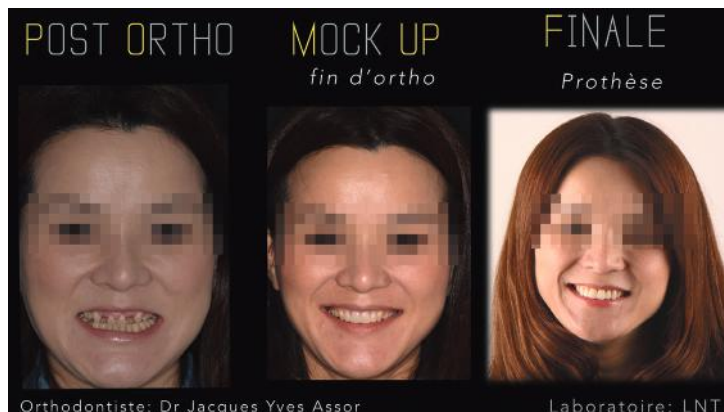 POST ORTHO
MOCK UP
fin d'ortho
FINALE
Prothèse
Orthodontiste: Dr Jacques Yves Assor
Laboratoire: LNT